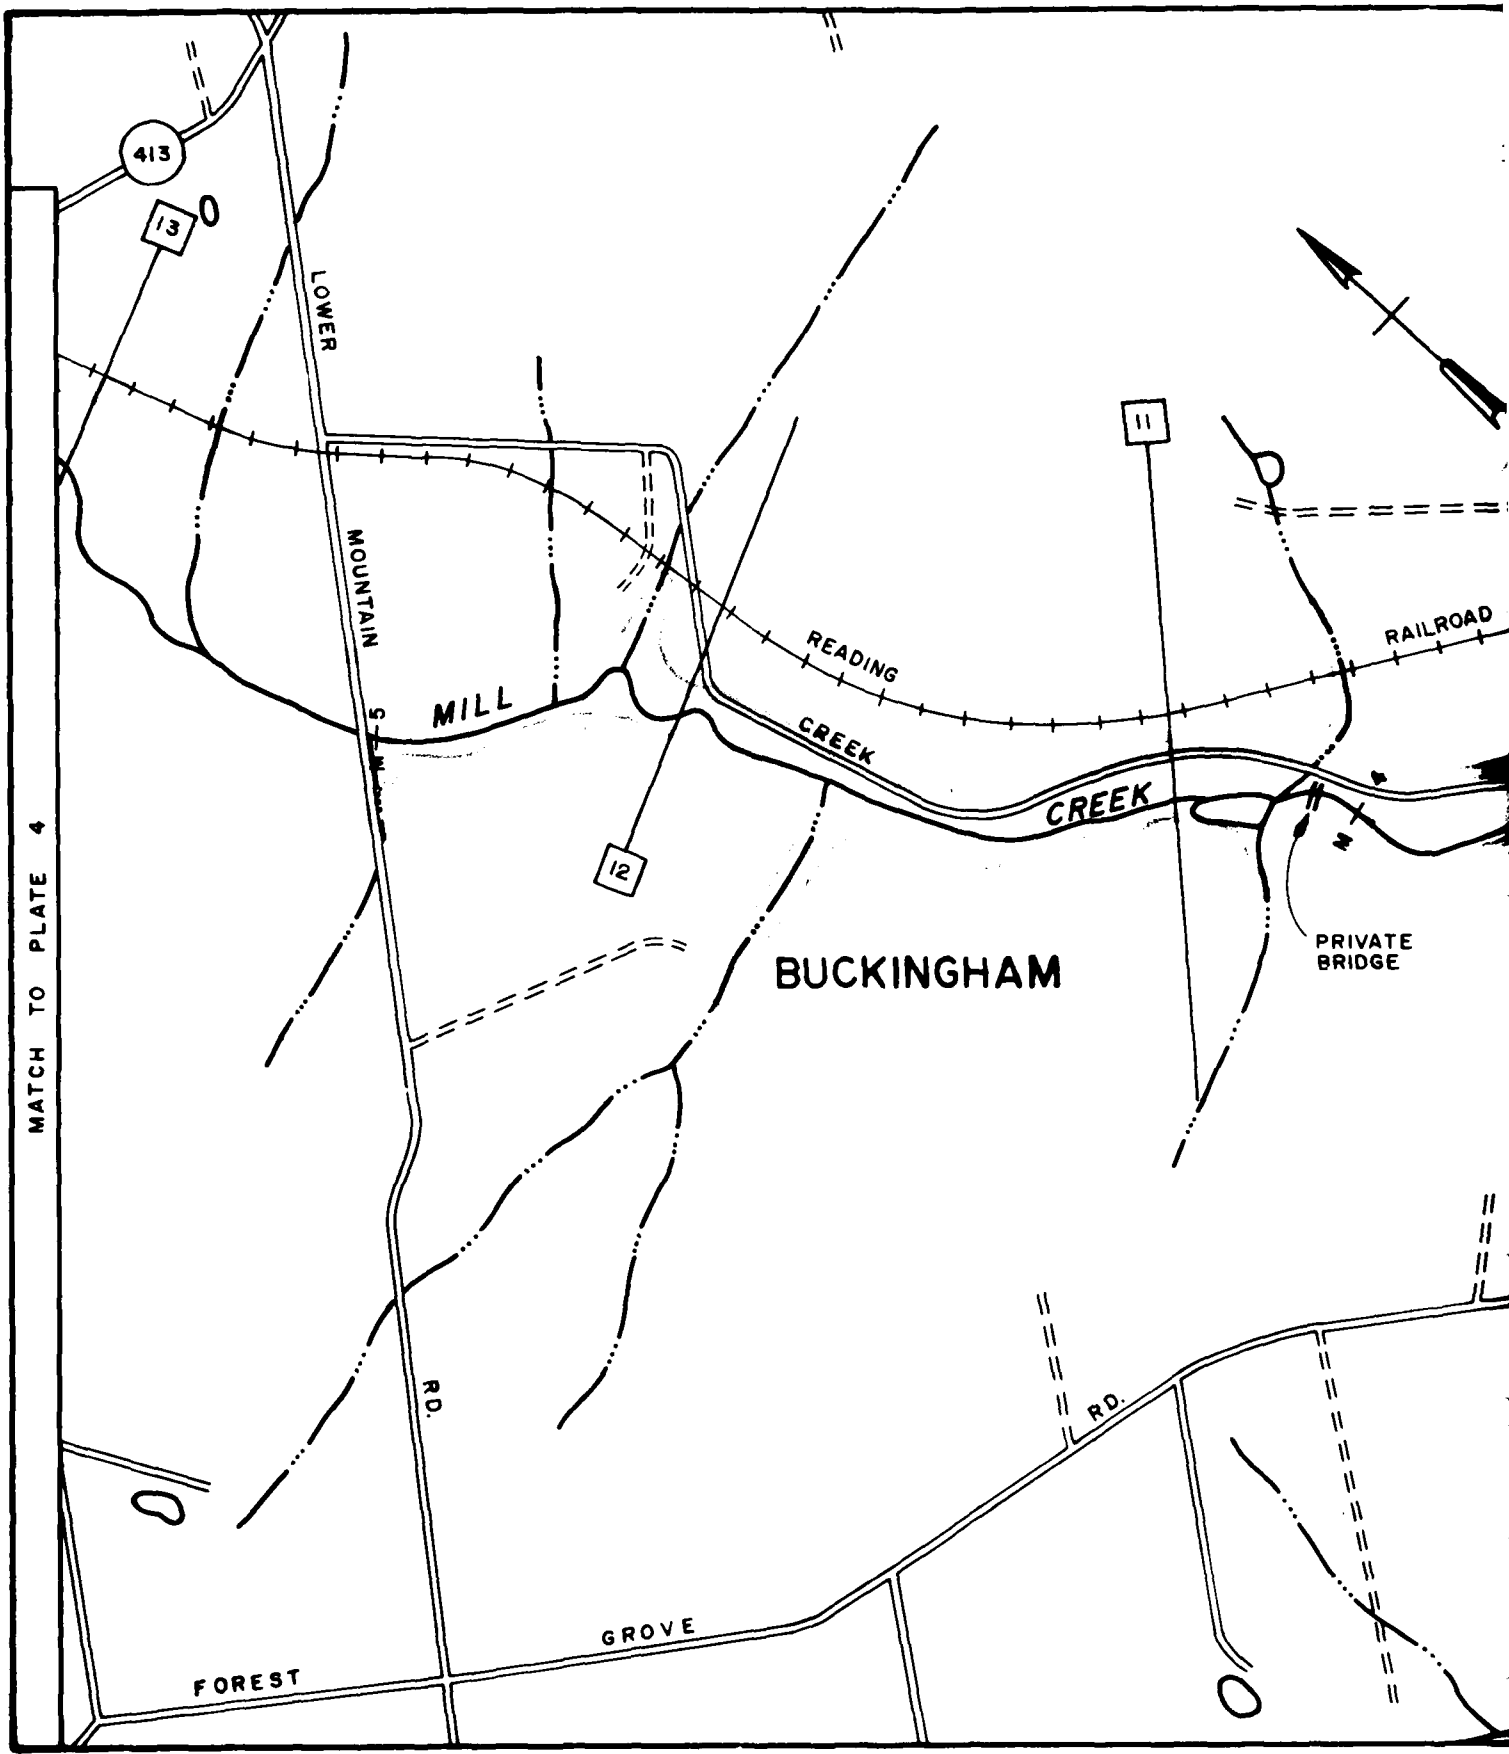 413
13
LOWER
11
MOUNTAIN
READING
RAILROAD
MILL
M 5
CREEK
CREEK
M 4
12
MATCH TO PLATE 4
BUCKINGHAM
PRIVATE
BRIDGE
RD.
RD.
FOREST
GROVE